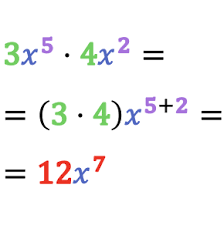 3x⁵ · 4x² =
= (3 · 4)x⁵⁺² =
= 12x⁷